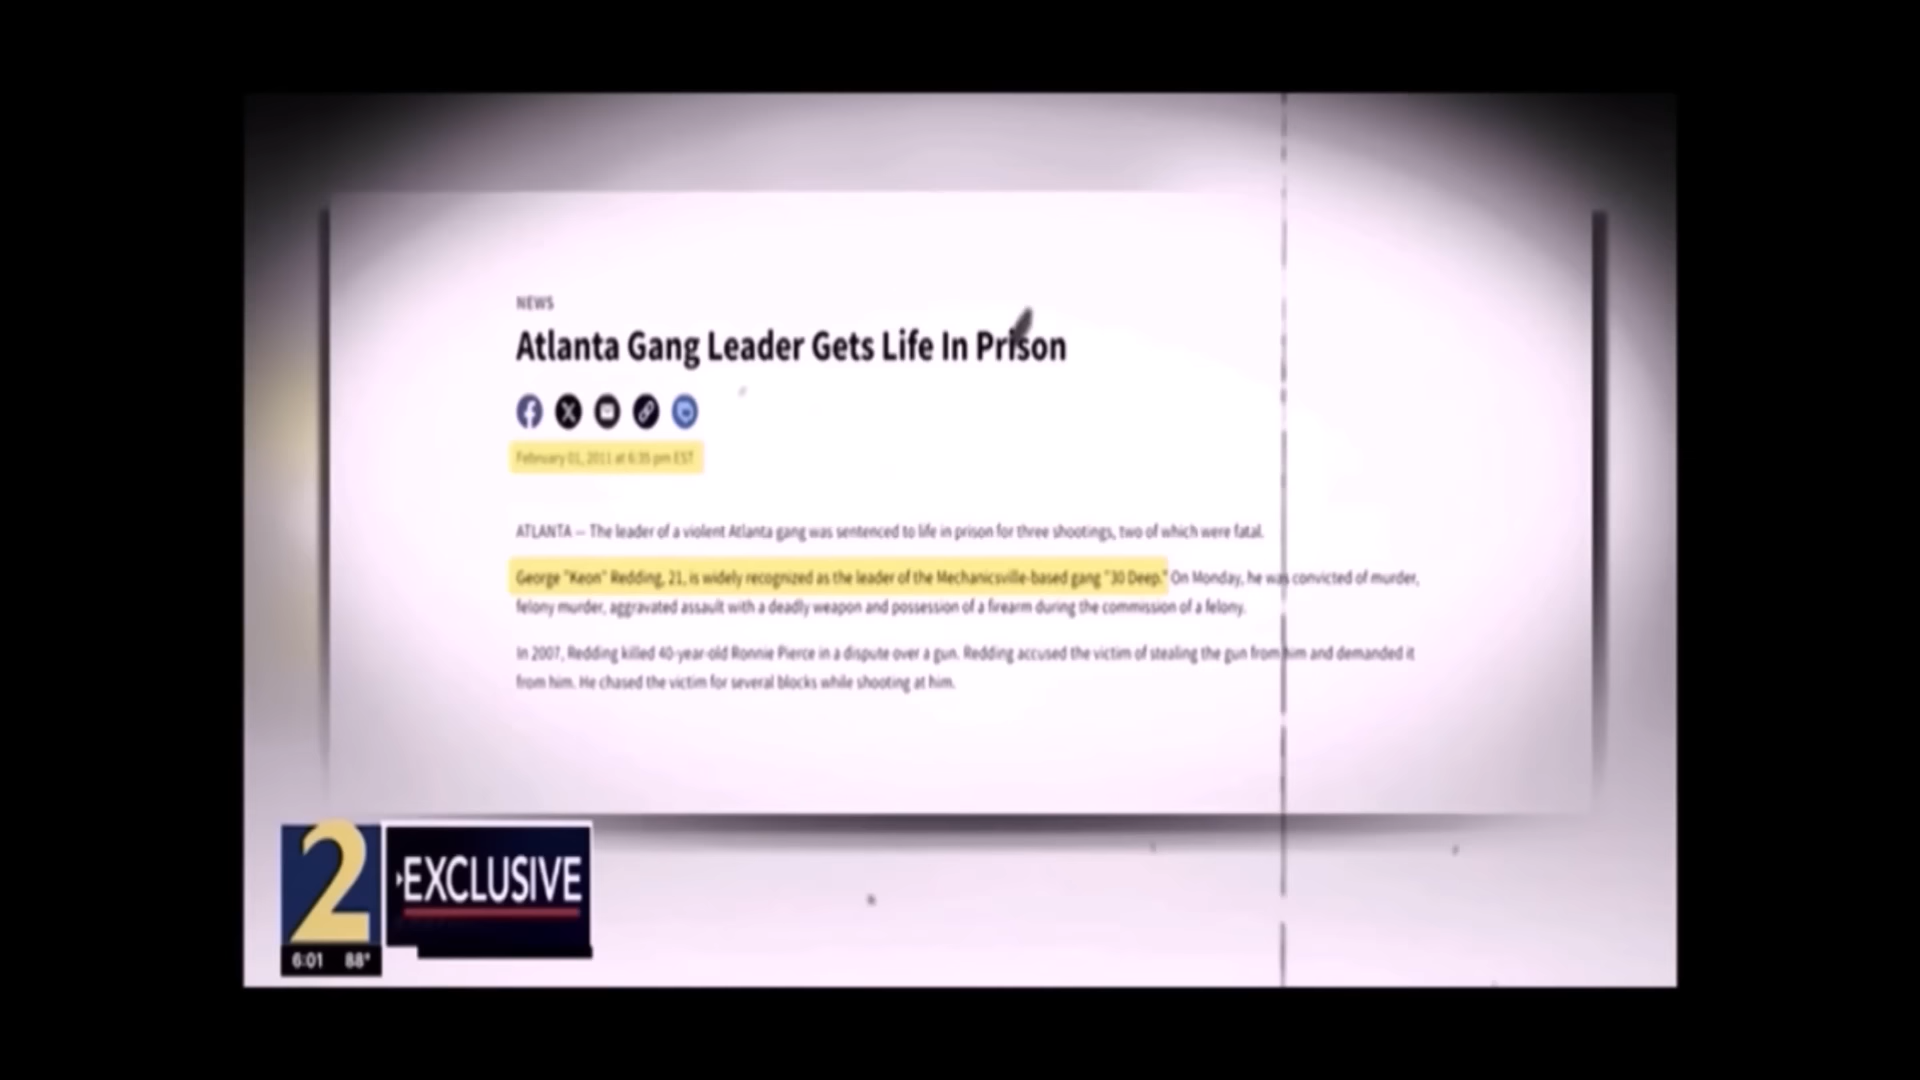 NEWS
Atlanta Gang Leader Gets Life In Prison
February 01, 2011 at 6:35 pm EST
ATLANTA — The leader of a violent Atlanta gang was sentenced to life in prison for three shootings, two of which were fatal.
George "Keon" Redding, 21, is widely recognized as the leader of the Mechanicsville-based gang "30 Deep." On Monday, he was convicted of murder,
felony murder, aggravated assault with a deadly weapon and possession of a firearm during the commission of a felony.
In 2007, Redding killed 40-year-old Ronnie Pierce in a dispute over a gun. Redding accused the victim of stealing the gun from him and demanded it
from him. He chased the victim for several blocks while shooting at him.
2 EXCLUSIVE
6:01 88°